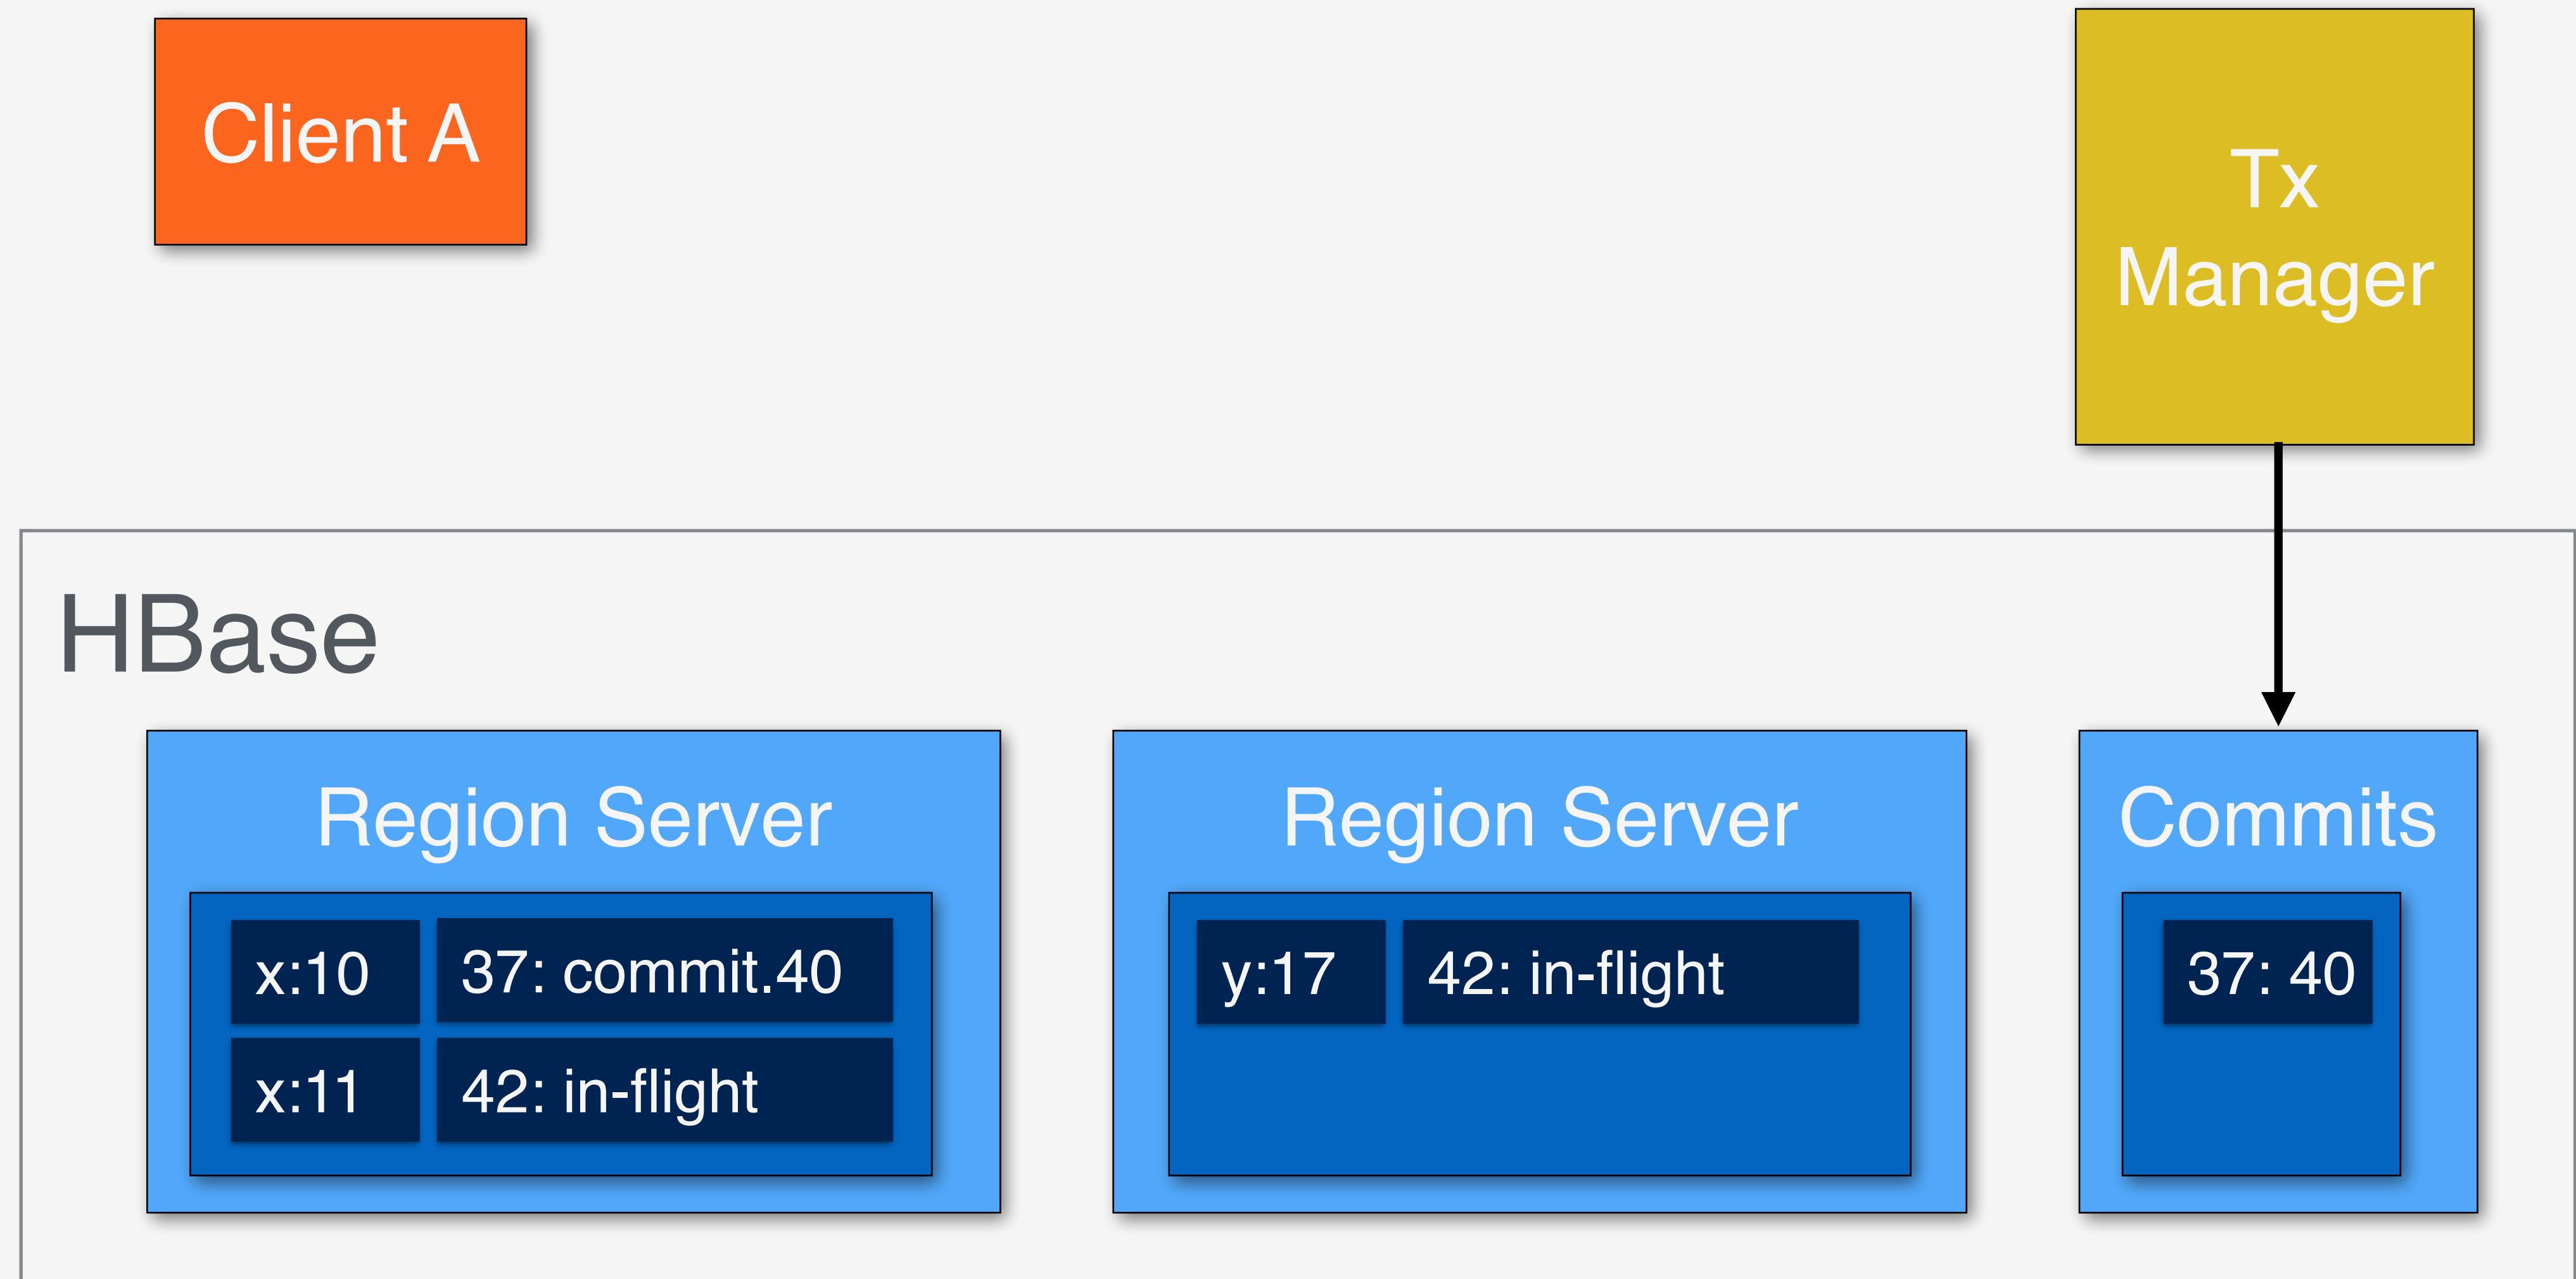 Client A
Tx
Manager
HBase
Region Server
x:10 37: commit.40
x:11 42: in-flight
Region Server
y:17 42: in-flight
Commits
37: 40